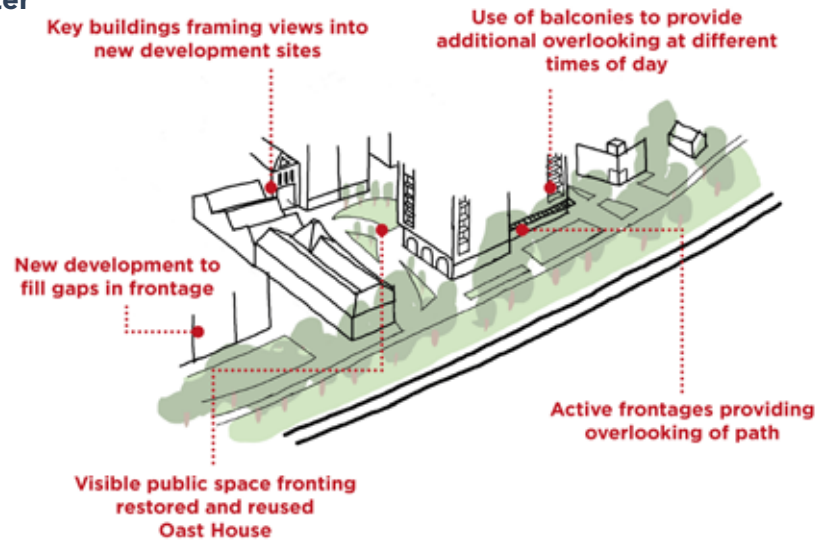 Key buildings framing views into
new development sites
Use of balconies to provide
additional overlooking at different
times of day
New development to
fill gaps in frontage
Active frontages providing
overlooking of path
Visible public space fronting
restored and reused
Oast House